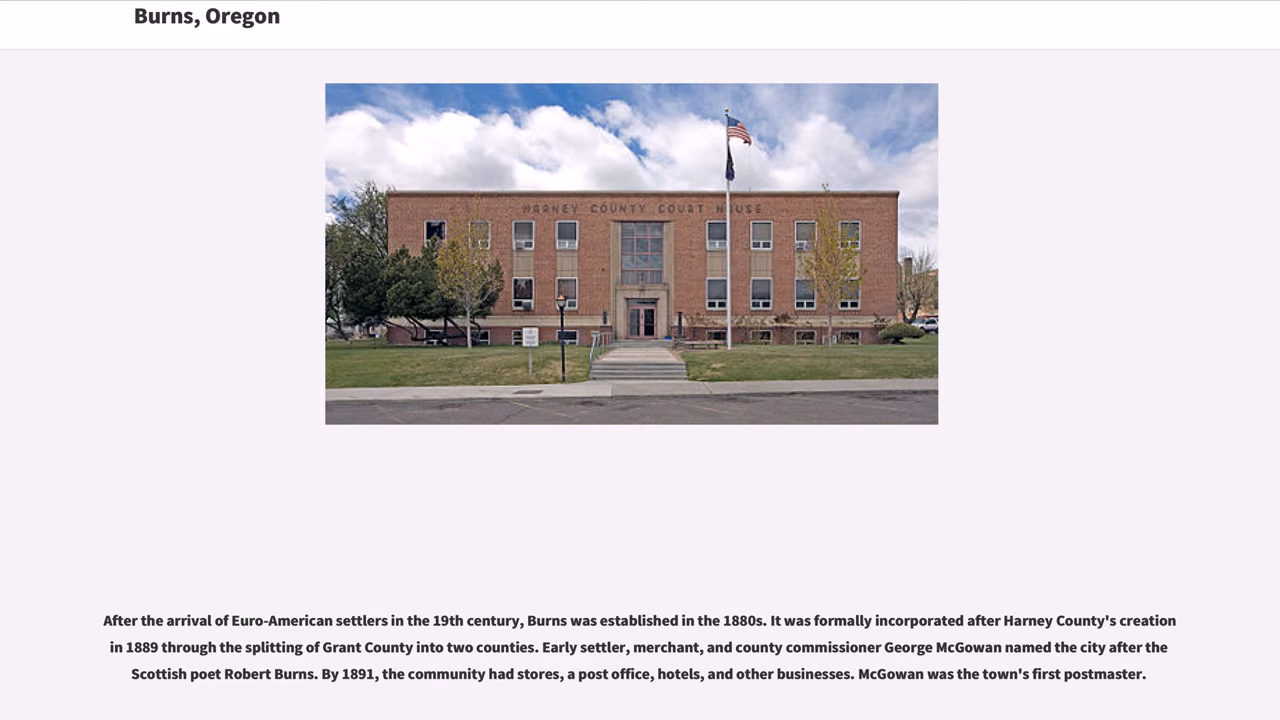 Burns, Oregon
HARNEY COUNTY COURT HOUSE
After the arrival of Euro-American settlers in the 19th century, Burns was established in the 1880s. It was formally incorporated after Harney County's creation
in 1889 through the splitting of Grant County into two counties. Early settler, merchant, and county commissioner George McGowan named the city after the
Scottish poet Robert Burns. By 1891, the community had stores, a post office, hotels, and other businesses. McGowan was the town's first postmaster.